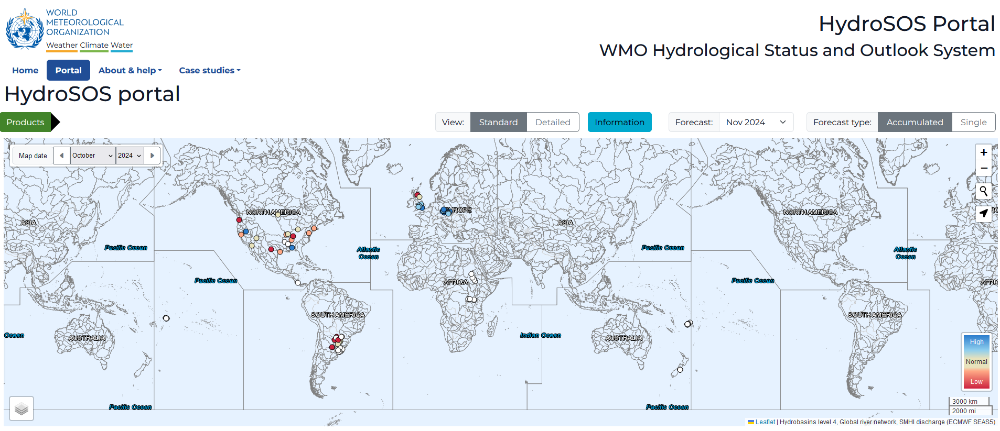 WORLD
METEOROLOGICAL
ORGANIZATION
Weather Climate Water
HydroSOS Portal
WMO Hydrological Status and Outlook System
Home Portal About & help Case studies
HydroSOS portal
Products View: Standard Detailed Information Forecast: Nov 2024 Forecast type: Accumulated Single
Map date October 2024
+
−
NORTH AMERICA EUROPE NORTH AMERICA
ASIA ASIA
Pacific Ocean Atlantic Ocean Pacific Ocean Atlantic Ocean
Pacific Ocean AFRICA Pacific Ocean AFRIC
SOUTH AMERICA SOUTH AMERICA
Ocean AUSTRALIA Indian Ocean AUSTRALIA
High
Normal
Low
Pacific Ocean Pacific Ocean
3000 km
2000 mi
Leaflet | Hydrobasins level 4, Global river network, SMHI discharge (ECMWF SEAS5)